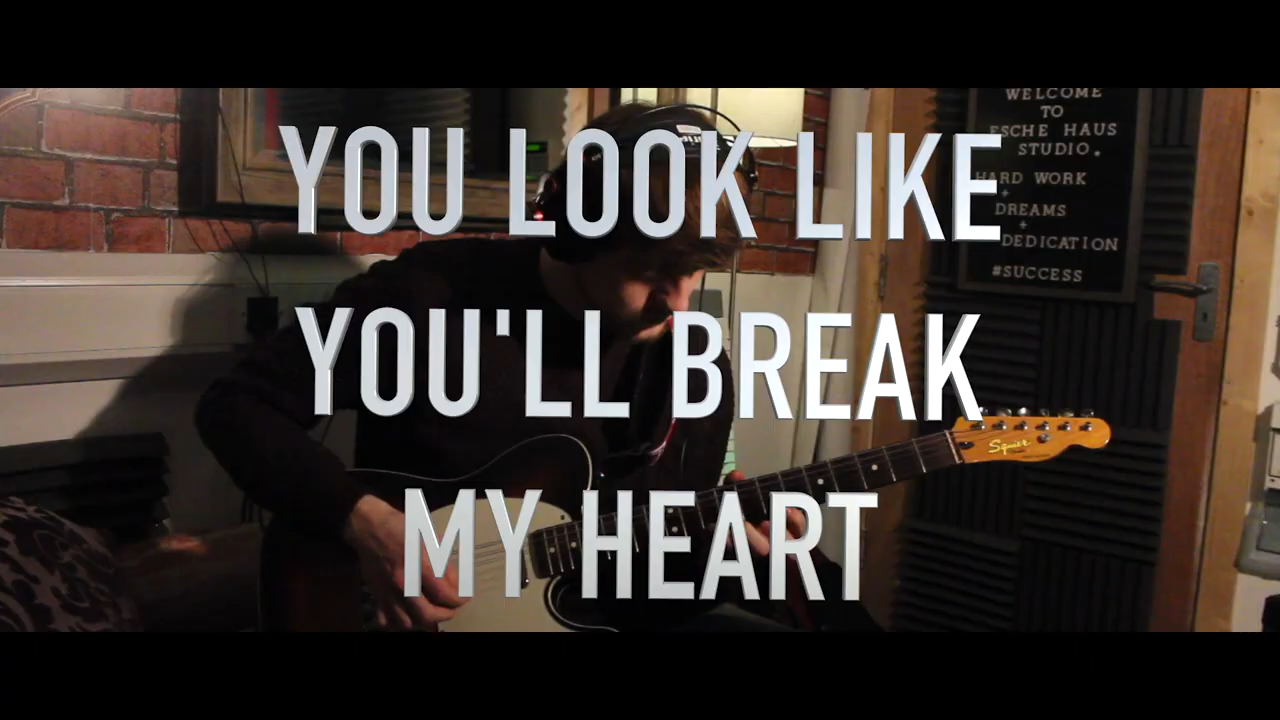 YOU LOOK LIKE
YOU'LL BREAK
MY HEART
WELCOME
TO
ESCHE HAUS
STUDIO.
HARD WORK
+
DREAMS
+
DEDICATION
#SUCCESS
Squier